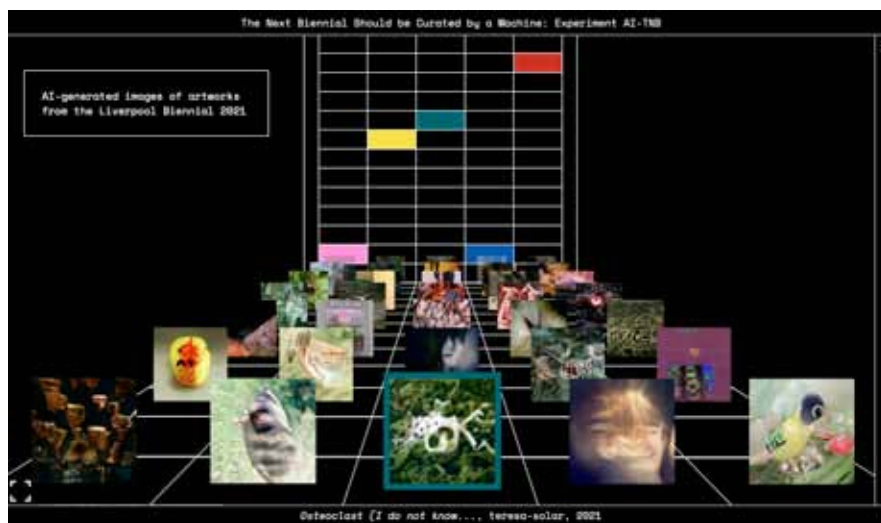 The Next Biennial Should be Curated by a Machine: Experiment AI-TNB
AI-generated images of artworks
from the Liverpool Biennial 2021
Osteoclast (I do not know..., teresa-solar, 2021